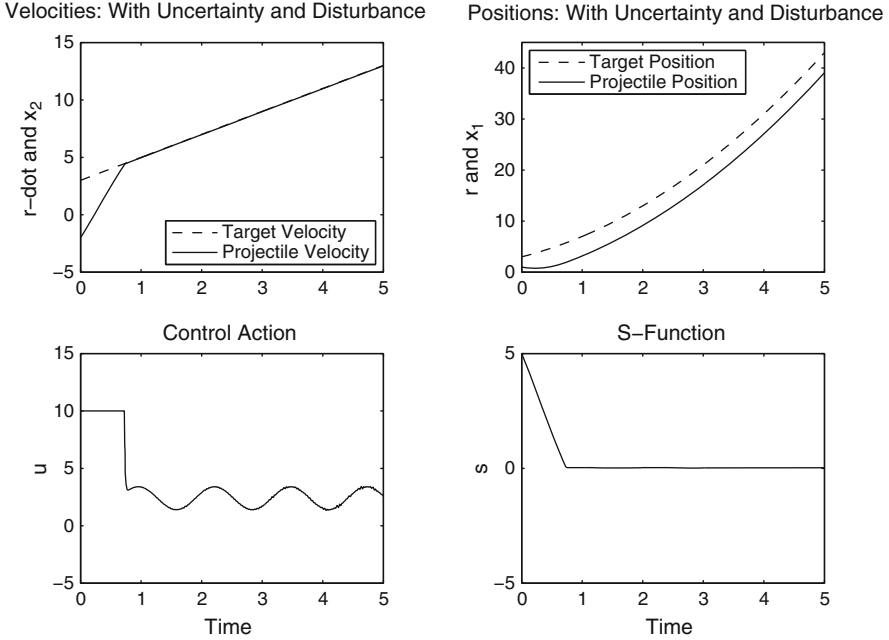 Velocities: With Uncertainty and Disturbance
15
10
5
0
−5
r−dot and x2
Target Velocity
Projectile Velocity
0 1 2 3 4 5
Positions: With Uncertainty and Disturbance
40
30
20
10
0
r and x1
Target Position
Projectile Position
0 1 2 3 4 5
Control Action
15
10
5
0
−5
u
0 1 2 3 4 5
Time
S−Function
5
0
−5
s
0 1 2 3 4 5
Time